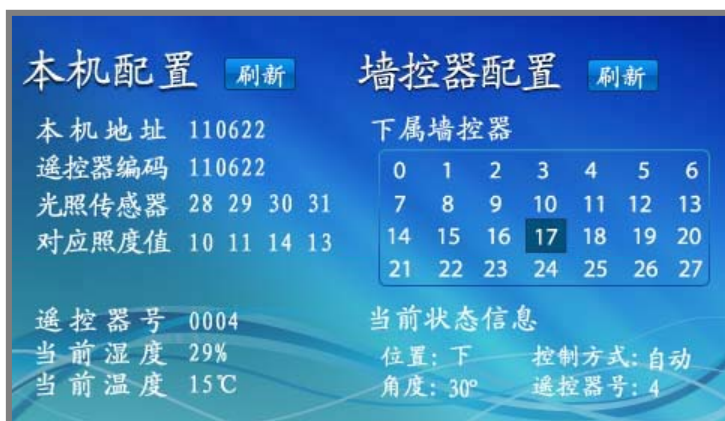 本机配置 刷新
本机地址 110622
遥控器编码 110622
光照传感器 28 29 30 31
对应照度值 10 11 14 13
遥控器号 0004
当前湿度 29%
当前温度 15℃
墙控器配置 刷新
下属墙控器
0 1 2 3 4 5 6
7 8 9 10 11 12 13
14 15 16 17 18 19 20
21 22 23 24 25 26 27
当前状态信息
位置: 下 控制方式: 自动
角度: 30° 遥控器号: 4